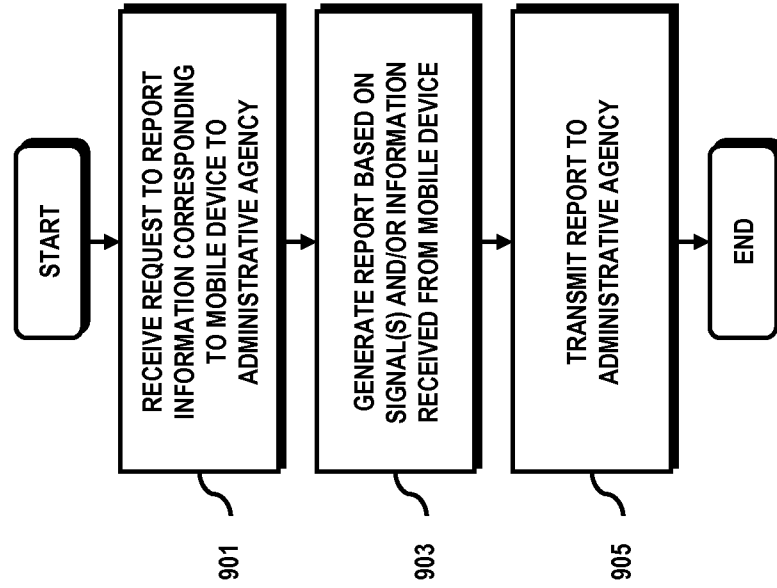 START
RECEIVE REQUEST TO REPORT
INFORMATION CORRESPONDING
TO MOBILE DEVICE TO
ADMINISTRATIVE AGENCY
901
GENERATE REPORT BASED ON
SIGNAL(S) AND/OR INFORMATION
RECEIVED FROM MOBILE DEVICE
903
TRANSMIT REPORT TO
ADMINISTRATIVE AGENCY
905
END